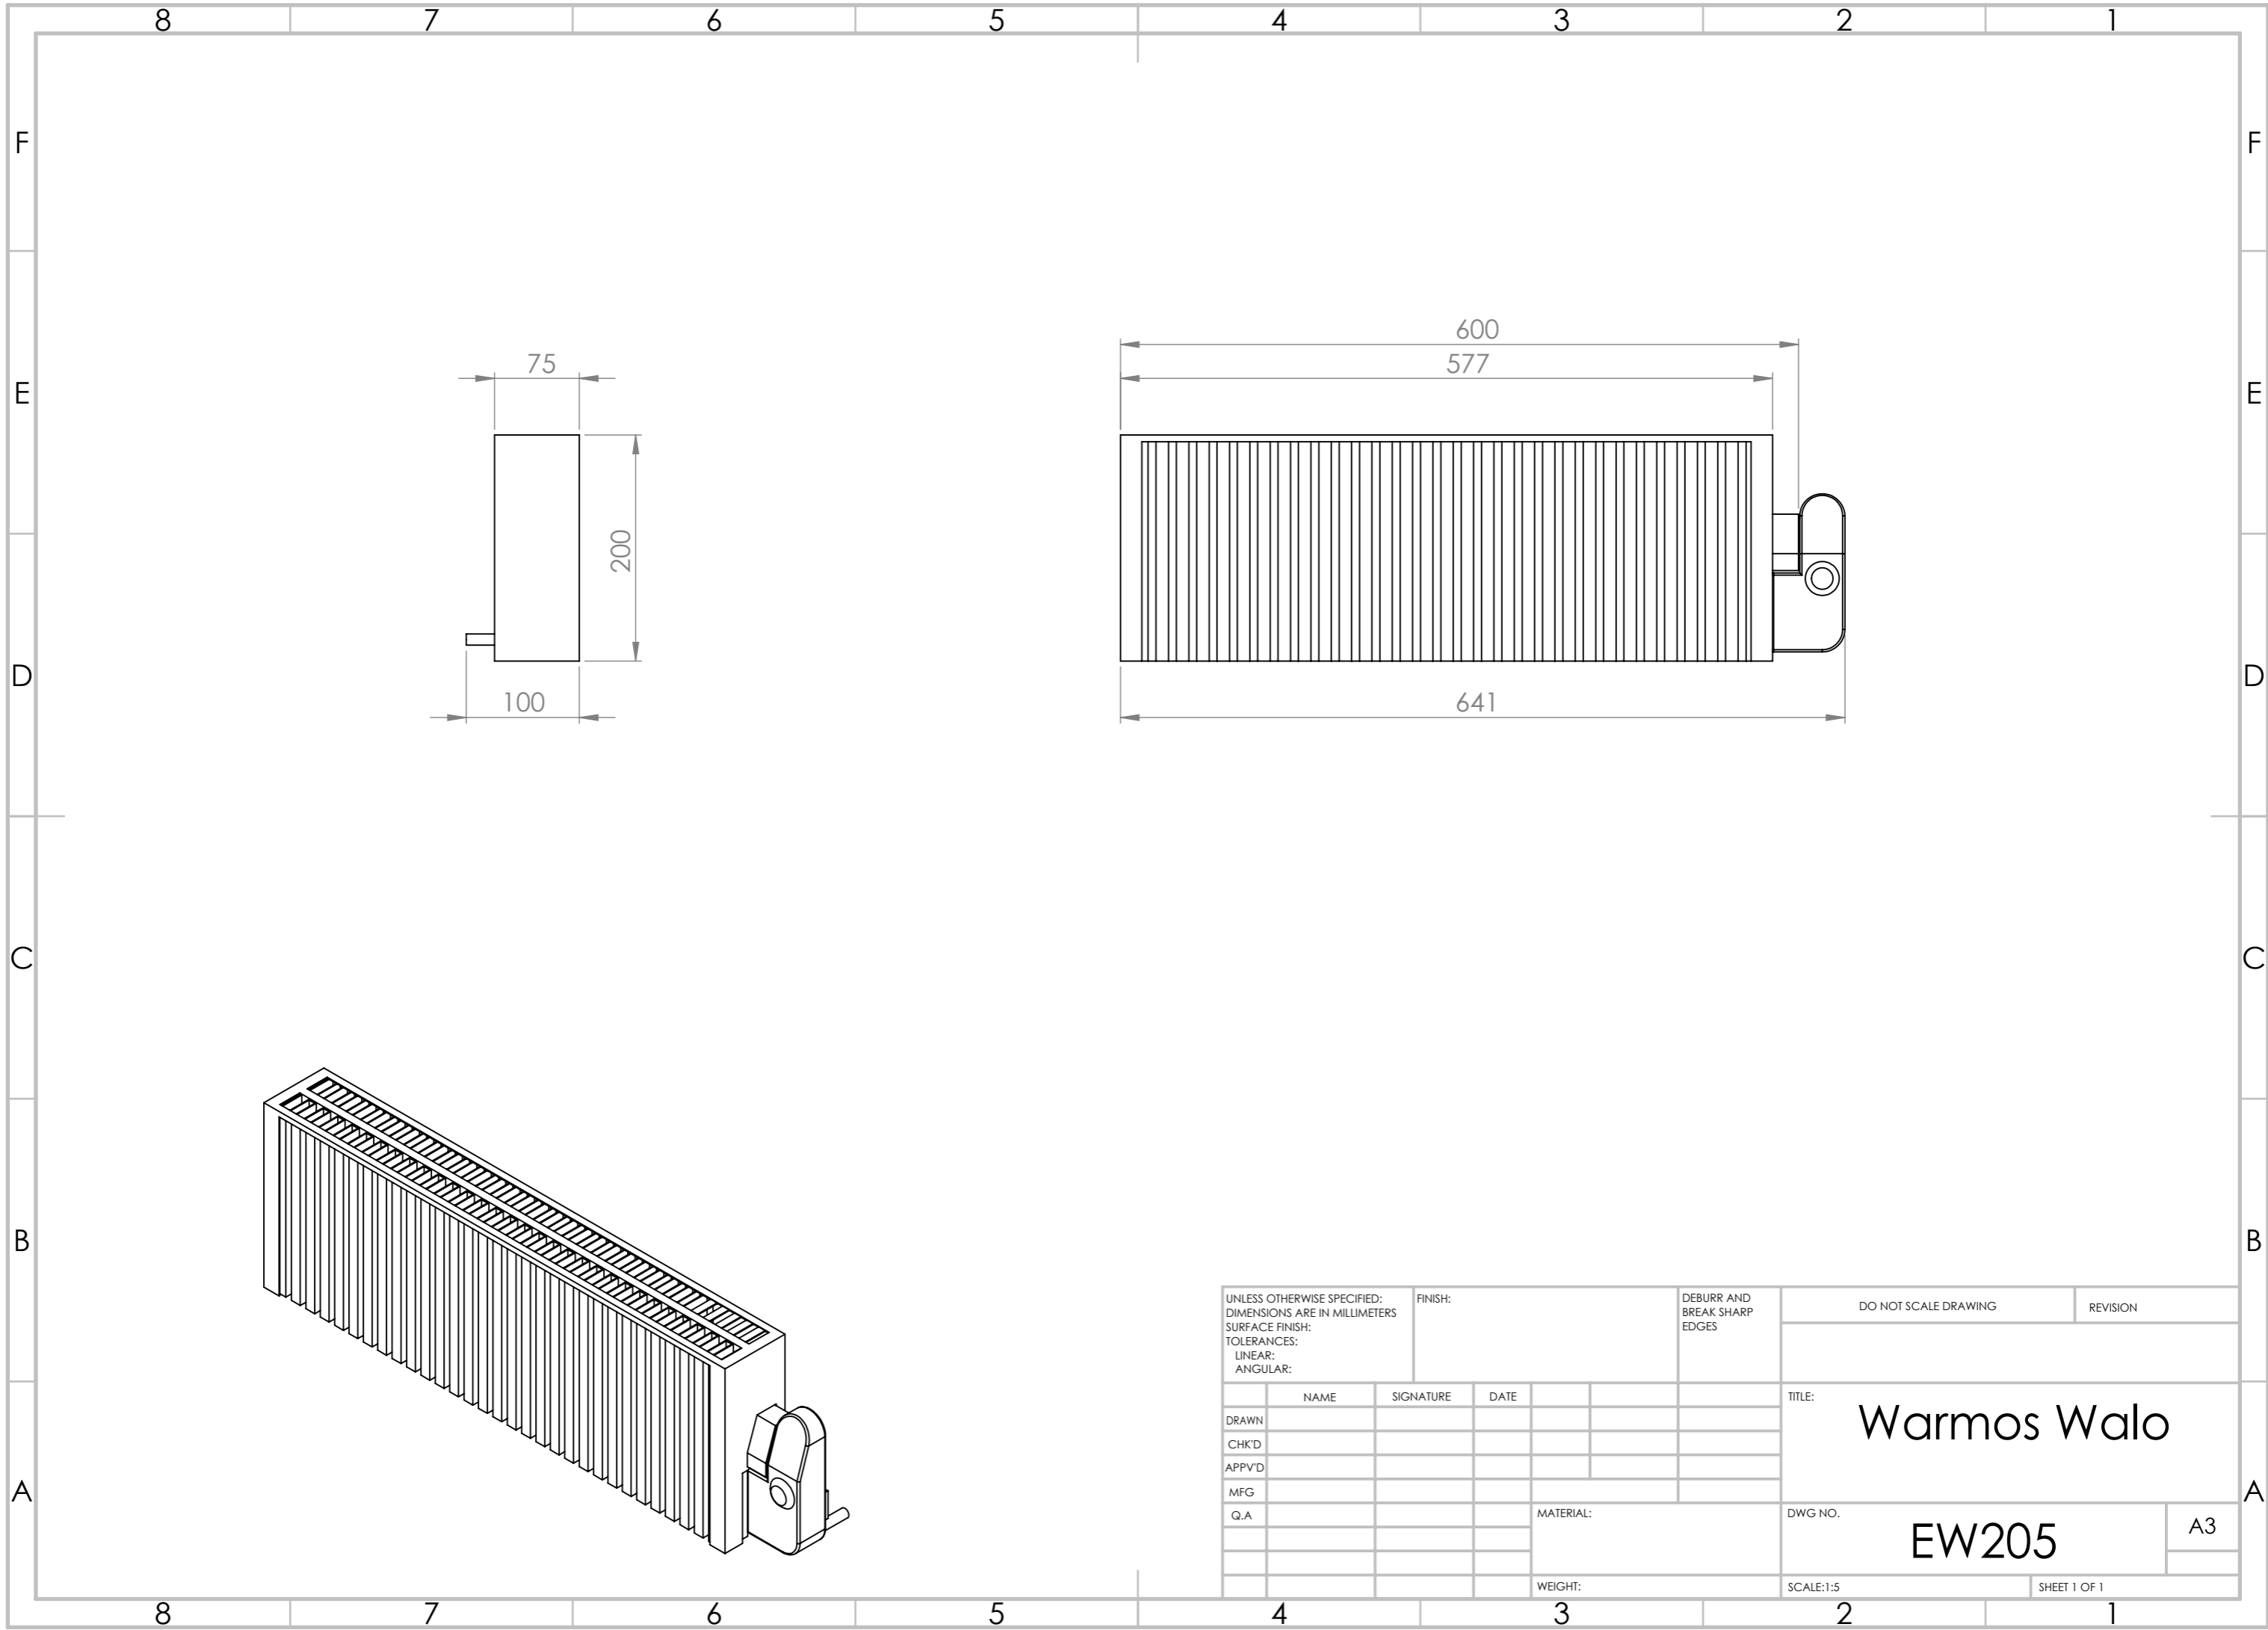 8 7 6 5 4 3 2 1
F F
600
577
75
E E
200
D D
100
641
C C
B B
UNLESS OTHERWISE SPECIFIED:
DIMENSIONS ARE IN MILLIMETERS
SURFACE FINISH:
TOLERANCES:
LINEAR:
ANGULAR:
FINISH:
DEBURR AND
BREAK SHARP
EDGES
DO NOT SCALE DRAWING
REVISION
NAME SIGNATURE DATE
DRAWN
CHK'D
APPV'D
MFG
Q.A
TITLE:
Warmos Walo
A A
MATERIAL:
DWG NO.
EW205
A3
WEIGHT:
SCALE:1:5
SHEET 1 OF 1
8 7 6 5 4 3 2 1